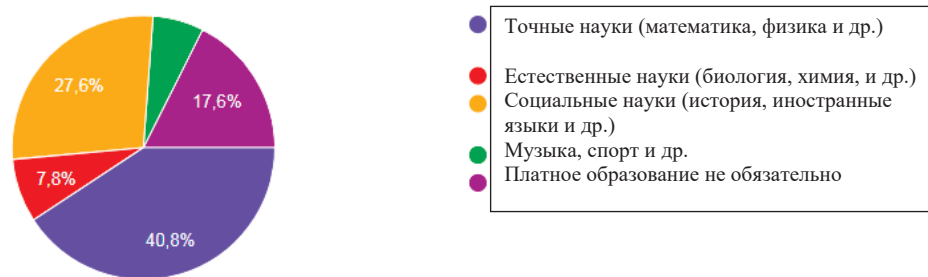 27,6%
17,6%
7,8%
40,8%
Точные науки (математика, физика и др.)
Естественные науки (биология, химия, и др.)
Социальные науки (история, иностранные
языки и др.)
Музыка, спорт и др.
Платное образование не обязательно